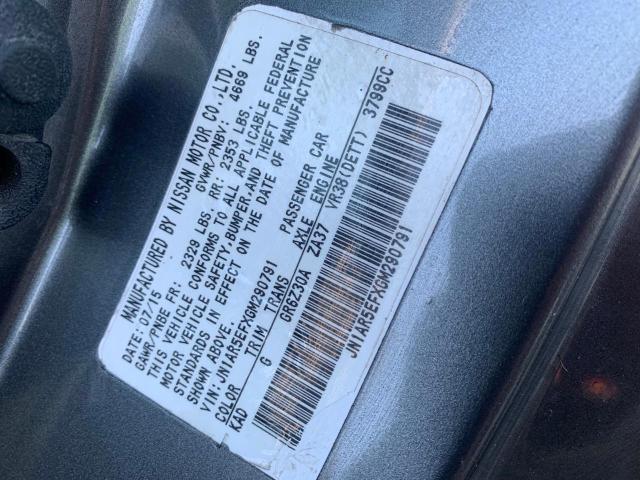 MANUFACTURED BY NISSAN MOTOR CO.,LTD.
DATE: 07/15 GVWR/PNBV: 4669 LBS.
GAWR/PNBE FR: 2329 LBS. RR: 2353 LBS.
THIS VEHICLE CONFORMS TO ALL APPLICABLE FEDERAL
MOTOR VEHICLE SAFETY, BUMPER, AND THEFT PREVENTION
STANDARDS IN EFFECT ON THE DATE OF MANUFACTURE
SHOWN ABOVE.
VIN: JN1AR5EFXGM290791 PASSENGER CAR
COLOR TRIM TRANS AXLE ENGINE
KAD G GR6Z30A ZA37 VR38(DETT) 3799CC
JN1AR5EFXGM290791